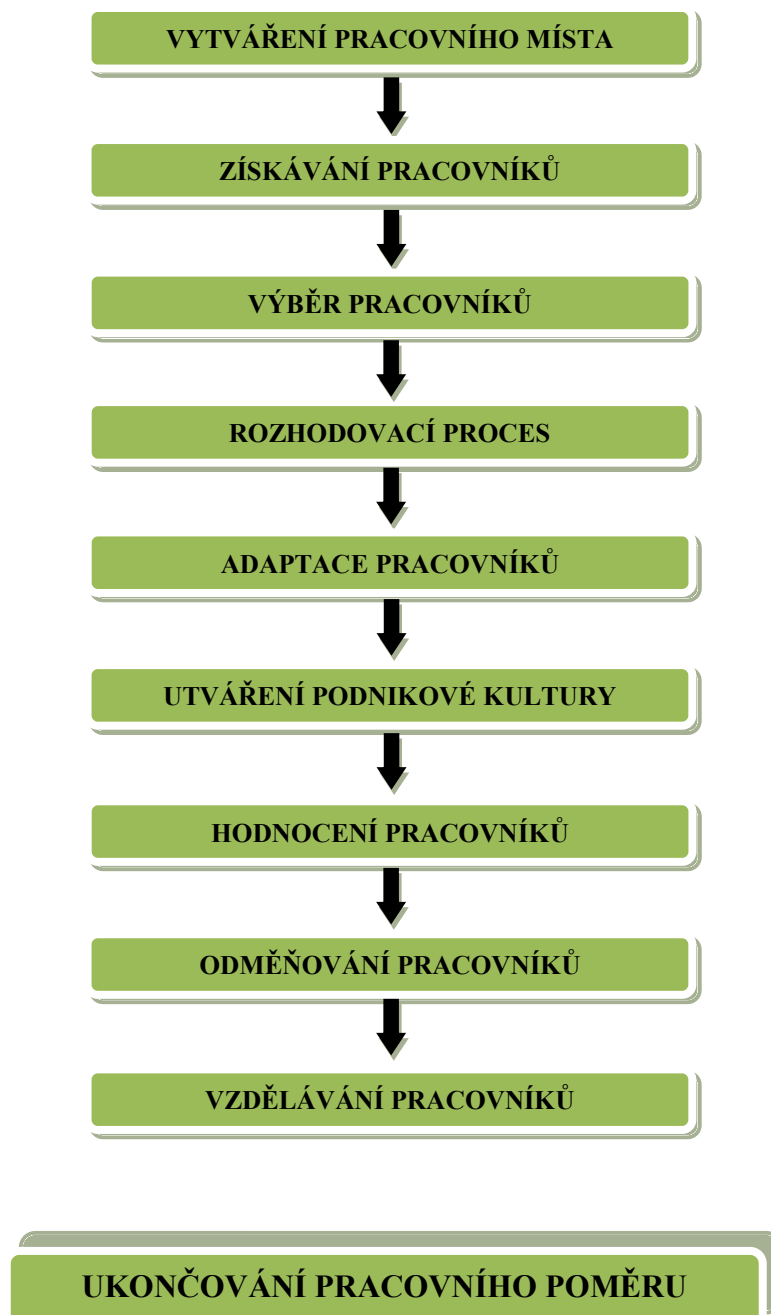 VYTVÁŘENÍ PRACOVNÍHO MÍSTA
ZÍSKÁVÁNÍ PRACOVNÍKŮ
VÝBĚR PRACOVNÍKŮ
ROZHODOVACÍ PROCES
ADAPTACE PRACOVNÍKŮ
UTVÁŘENÍ PODNIKOVÉ KULTURY
HODNOCENÍ PRACOVNÍKŮ
ODMĚŇOVÁNÍ PRACOVNÍKŮ
VZDĚLÁVÁNÍ PRACOVNÍKŮ
UKONČOVÁNÍ PRACOVNÍHO POMĚRU